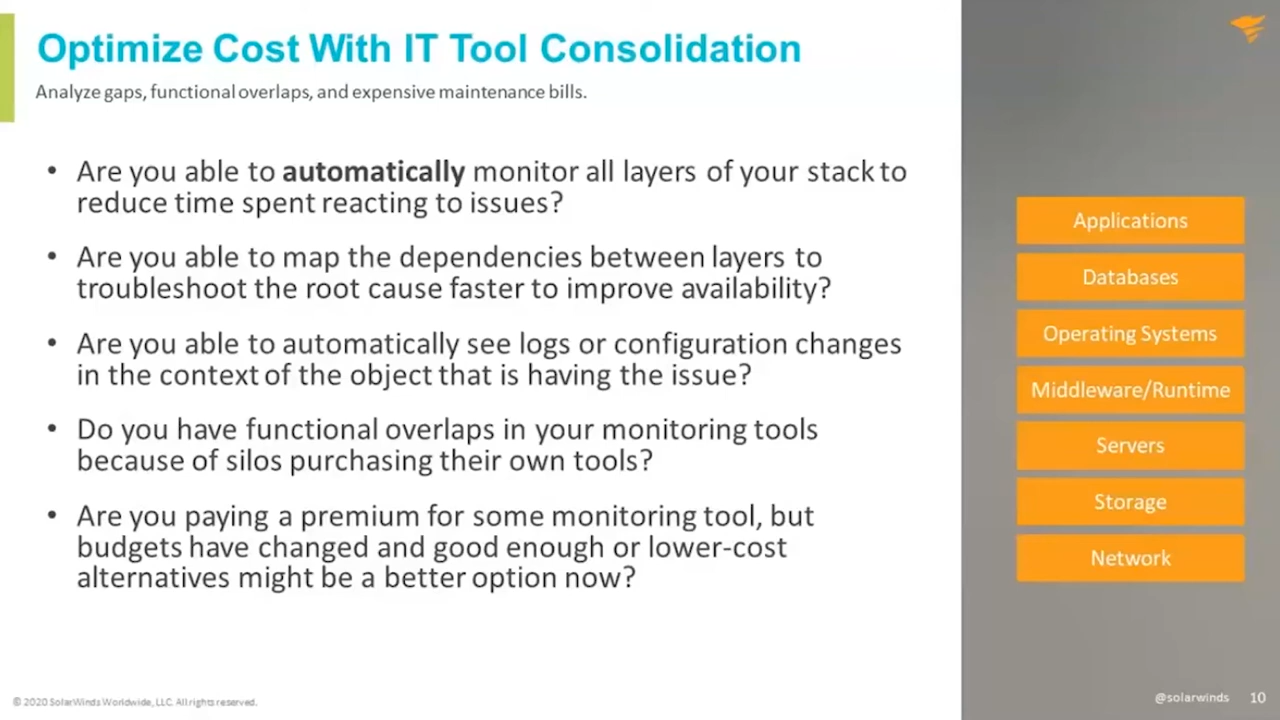 Optimize Cost With IT Tool Consolidation
Analyze gaps, functional overlaps, and expensive maintenance bills.
• Are you able to automatically monitor all layers of your stack to
reduce time spent reacting to issues?
• Are you able to map the dependencies between layers to
troubleshoot the root cause faster to improve availability?
• Are you able to automatically see logs or configuration changes
in the context of the object that is having the issue?
• Do you have functional overlaps in your monitoring tools
because of silos purchasing their own tools?
• Are you paying a premium for some monitoring tool, but
budgets have changed and good enough or lower-cost
alternatives might be a better option now?
Applications
Databases
Operating Systems
Middleware/Runtime
Servers
Storage
Network
© 2020 SolarWinds Worldwide, LLC. All rights reserved.
@solarwinds 10